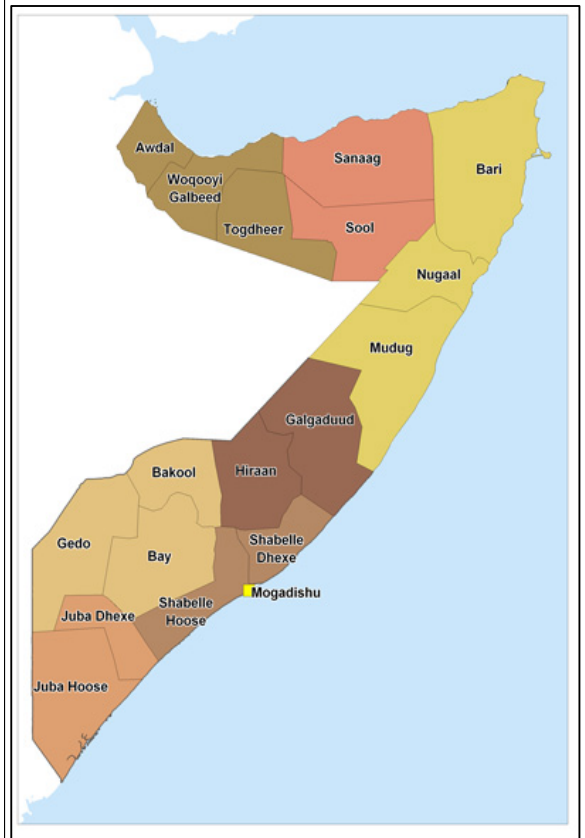 Awdal
Sanaag
Bari
Woqooyi
Galbeed
Togdheer
Sool
Nugaal
Mudug
Galgaduud
Bakool
Hiraan
Gedo
Bay
Shabelle
Dhexe
Mogadishu
Shabelle
Hoose
Juba Dhexe
Juba Hoose